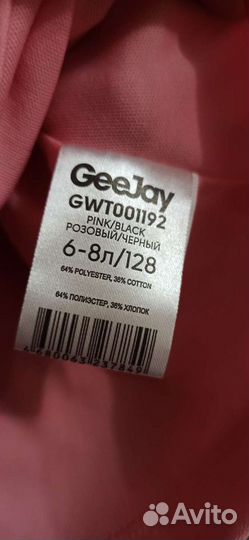 GeeJay
GWT001192
PINK/BLACK
РОЗОВЫЙ/ЧЕРНЫЙ
6-8л/128
64% POLYESTER, 36% COTTON
64% ПОЛИЭСТЕР, 36% ХЛОПОК
Avito